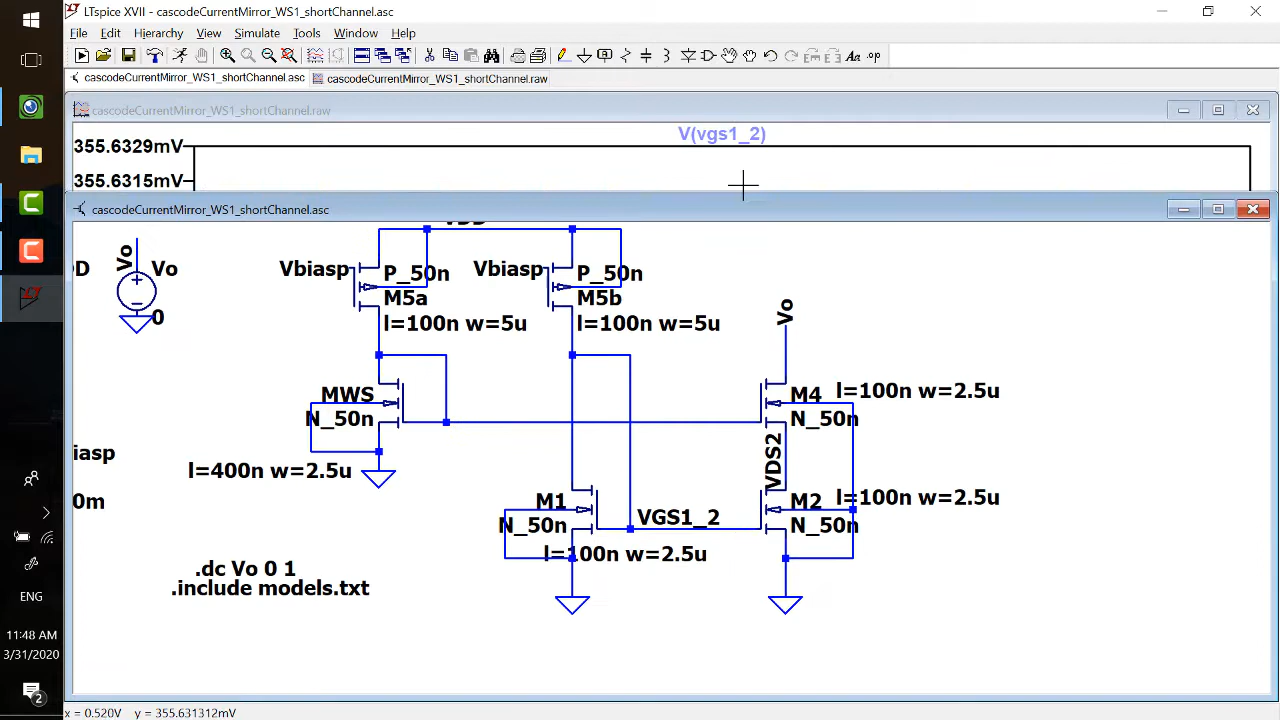 LTspice XVII - cascodeCurrentMirror_WS1_shortChannel.asc
File Edit Hierarchy View Simulate Tools Window Help
cascodeCurrentMirror_WS1_shortChannel.asc
cascodeCurrentMirror_WS1_shortChannel.raw
cascodeCurrentMirror_WS1_shortChannel.raw
V(vgs1_2)
355.6329mV
355.6315mV
cascodeCurrentMirror_WS1_shortChannel.asc
Vo
Vo
0
Vbiasp
P_50n
M5a
l=100n w=5u
Vbiasp
P_50n
M5b
l=100n w=5u
Vo
MWS
N_50n
l=400n w=2.5u
M4
l=100n w=2.5u
N_50n
VDS2
M1
N_50n
l=100n w=2.5u
VGS1_2
M2
l=100n w=2.5u
N_50n
iasp
0m
.dc Vo 0 1
.include models.txt
ENG
11:48 AM
3/31/2020
2
x = 0.520V y = 355.631312mV